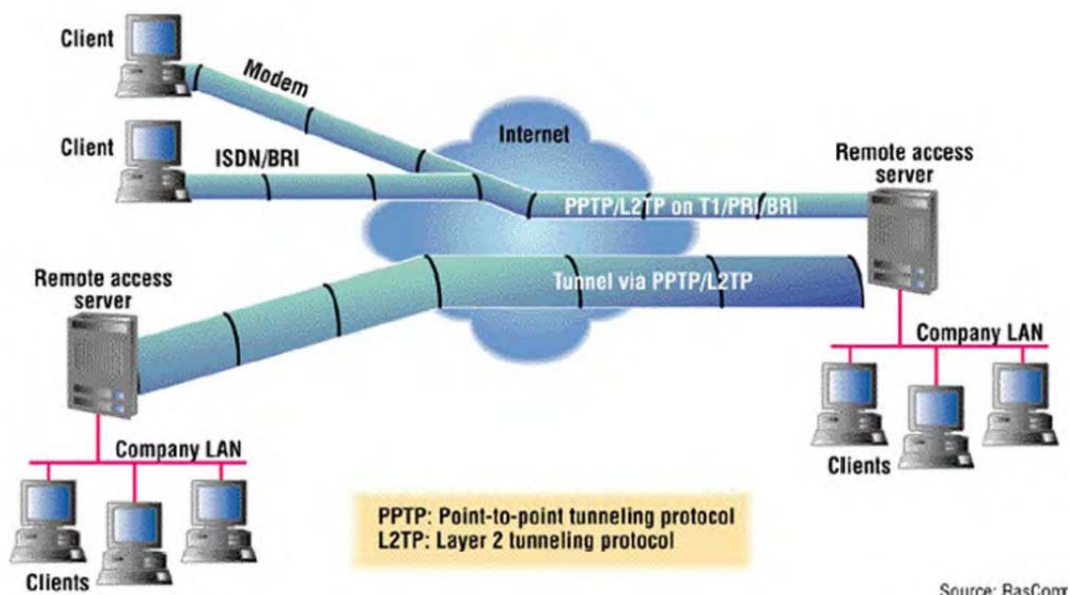 Client
Modem
Client
ISDN/BRI
Internet
Remote access
server
PPTP/L2TP on T1/PRI/BRI
Remote access
server
Tunnel via PPTP/L2TP
Company LAN
Clients
Company LAN
Clients
PPTP: Point-to-point tunneling protocol
L2TP: Layer 2 tunneling protocol
Source: RasComm